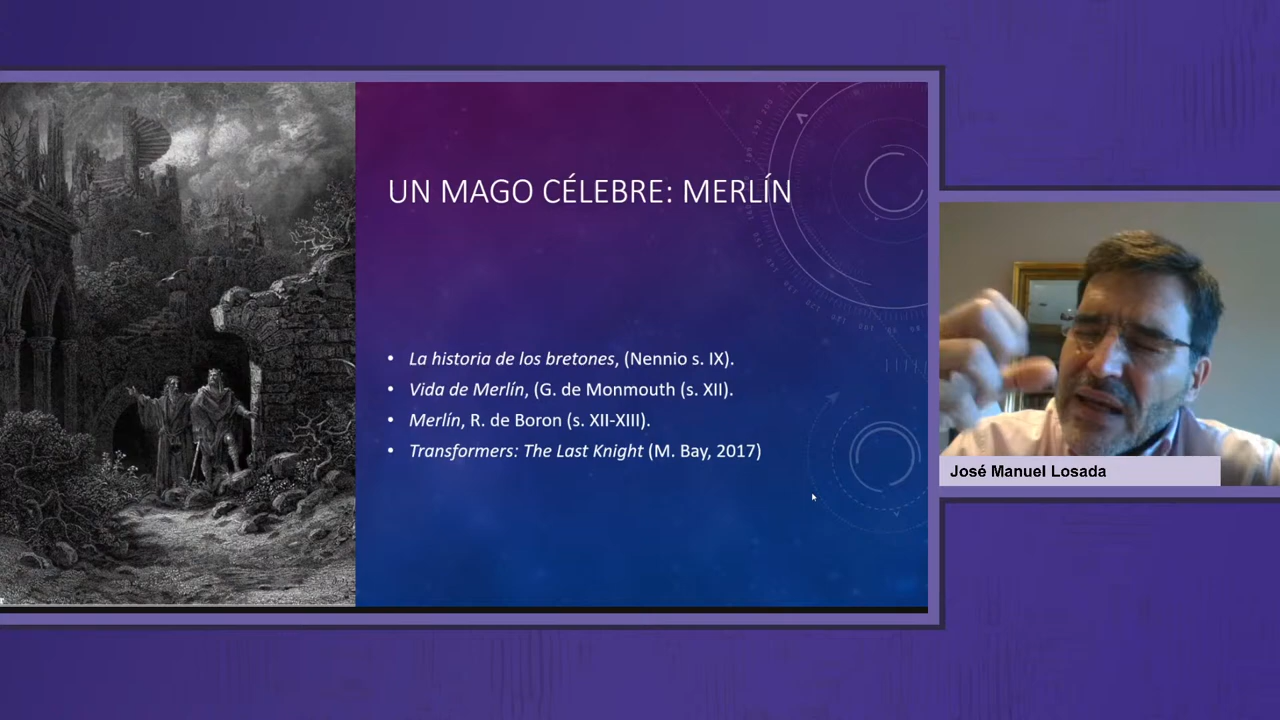 UN MAGO CÉLEBRE: MERLÍN
• La historia de los bretones, (Nennio s. IX).
• Vida de Merlín, (G. de Monmouth (s. XII).
• Merlín, R. de Boron (s. XII-XIII).
• Transformers: The Last Knight (M. Bay, 2017)
José Manuel Losada